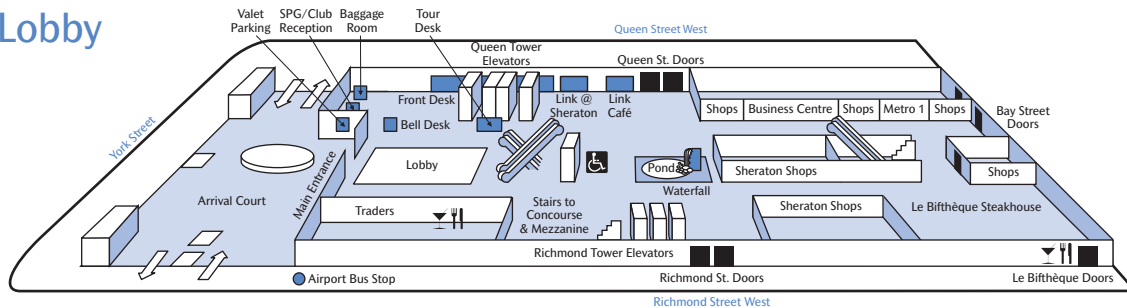 Lobby
Valet
Parking
SPG/Club
Reception
Baggage
Room
Tour
Desk
Queen Street West
Queen Tower
Elevators
Queen St. Doors
Front Desk
Link @
Sheraton
Link
Café
Shops
Business Centre
Shops
Metro 1
Shops
Bay Street
Doors
Bell Desk
York Street
Lobby
Pond
Waterfall
Sheraton Shops
Shops
Main Entrance
Arrival Court
Traders
Stairs to
Concourse
& Mezzanine
Sheraton Shops
Le Bifthèque Steakhouse
Richmond Tower Elevators
Airport Bus Stop
Richmond St. Doors
Le Bifthèque Doors
Richmond Street West